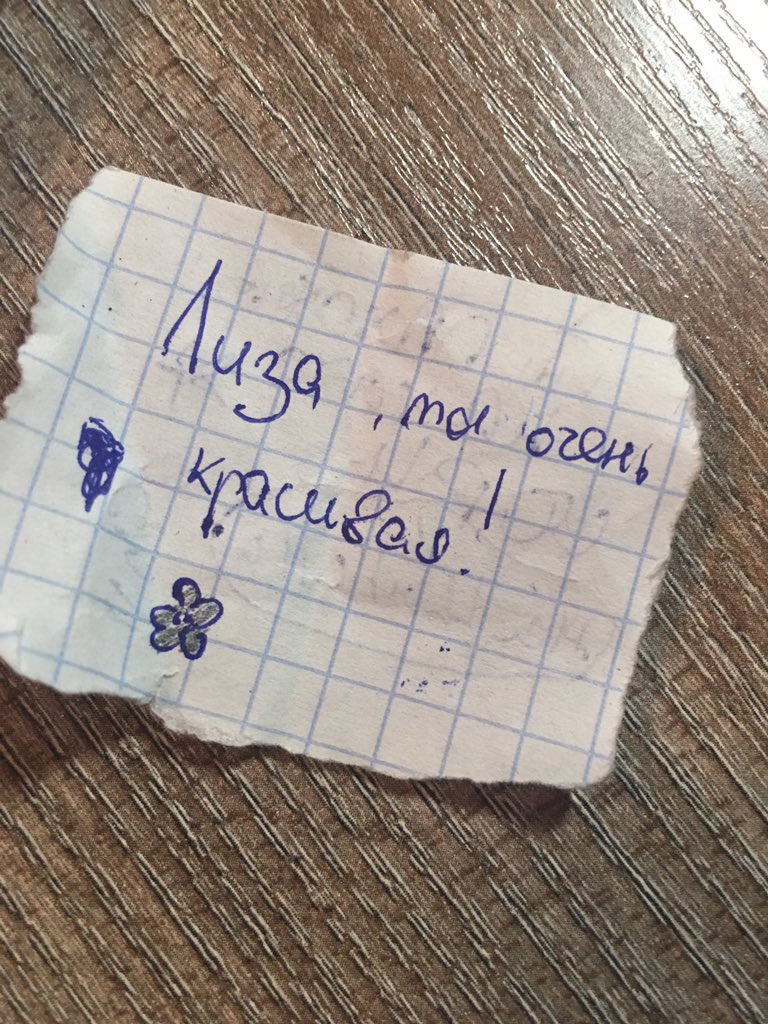 Лиза, ты очень
красивая!